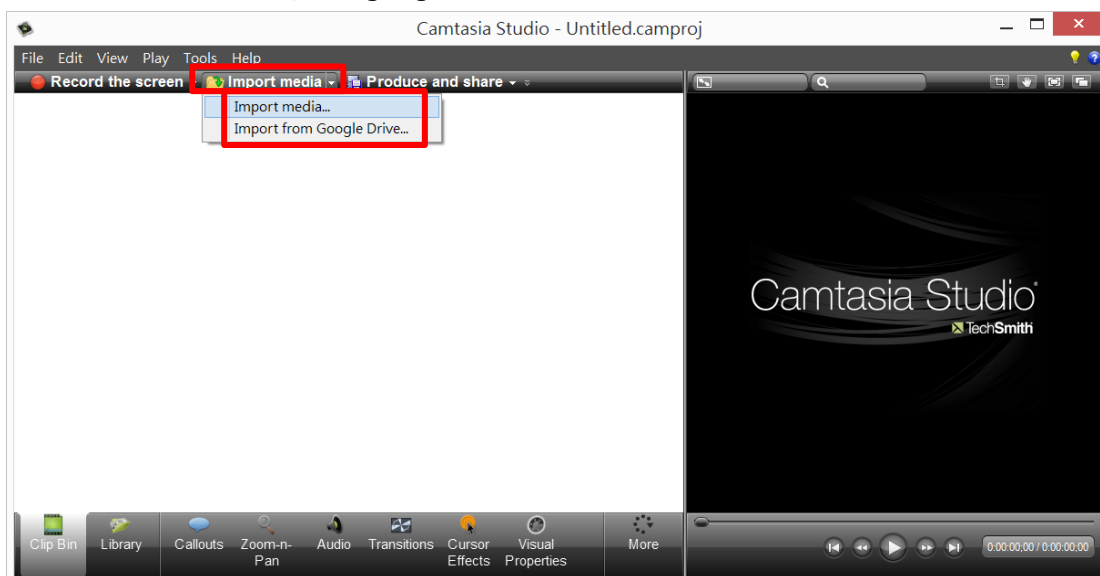 Camtasia Studio - Untitled.camproj
File Edit View Play Tools Help
Record the screen Import media Produce and share
Import media...
Import from Google Drive...
Camtasia Studio
TechSmith
Clip Bin Library Callouts Zoom-n-Pan Audio Transitions Cursor Effects Visual Properties More
0:00:00;00 / 0:00:00;00